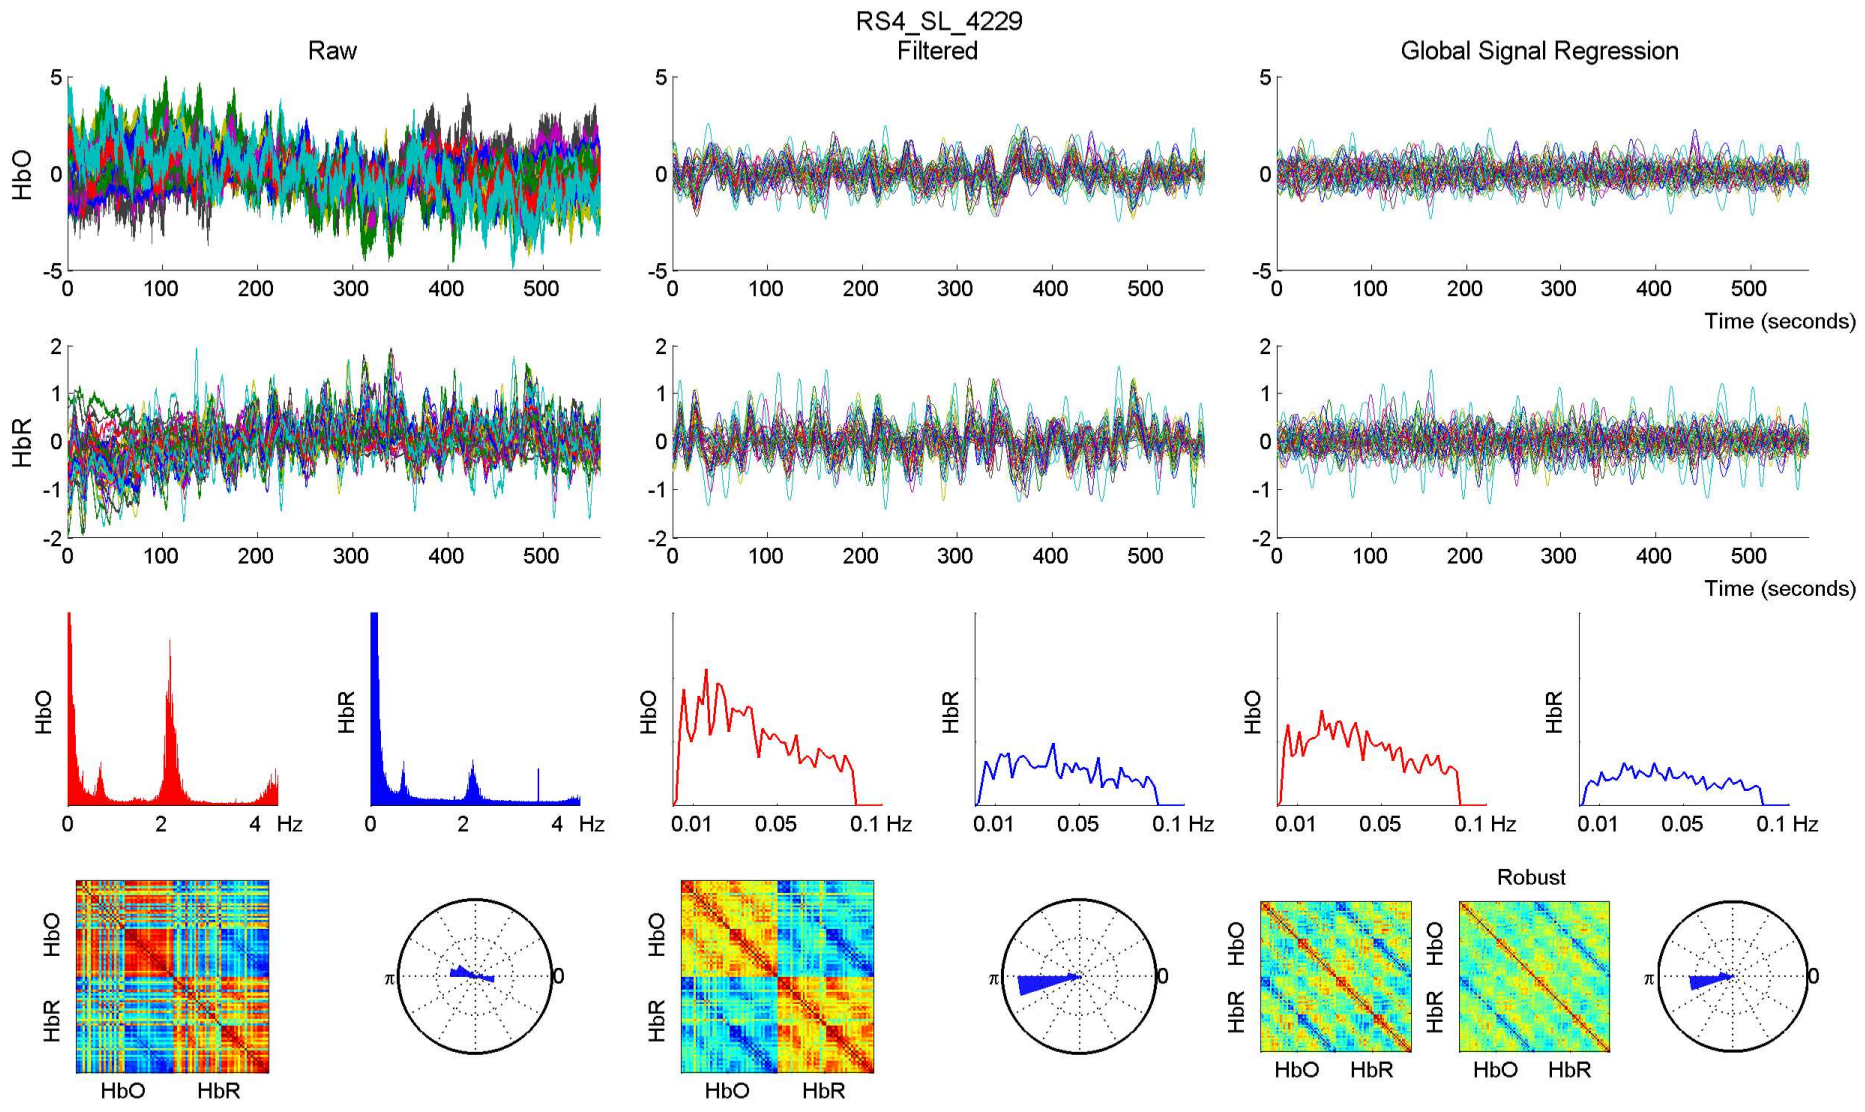 RS4_SL_4229
Raw
Filtered
Global Signal Regression
HbO
5
0
-5
0 100 200 300 400 500
5
0
-5
0 100 200 300 400 500
5
0
-5
0 100 200 300 400 500
Time (seconds)
HbR
2
1
0
-1
-2
0 100 200 300 400 500
2
1
0
-1
-2
0 100 200 300 400 500
2
1
0
-1
-2
0 100 200 300 400 500
Time (seconds)
HbO
0 2 4 Hz
HbR
0 2 4 Hz
HbO
0.01 0.05 0.1 Hz
HbR
0.01 0.05 0.1 Hz
HbO
0.01 0.05 0.1 Hz
HbR
0.01 0.05 0.1 Hz
HbO
HbR
HbO HbR
π 0
HbO
HbR
HbO HbR
π 0
HbO
HbR
HbO HbR
Robust
HbO
HbR
HbO HbR
π 0